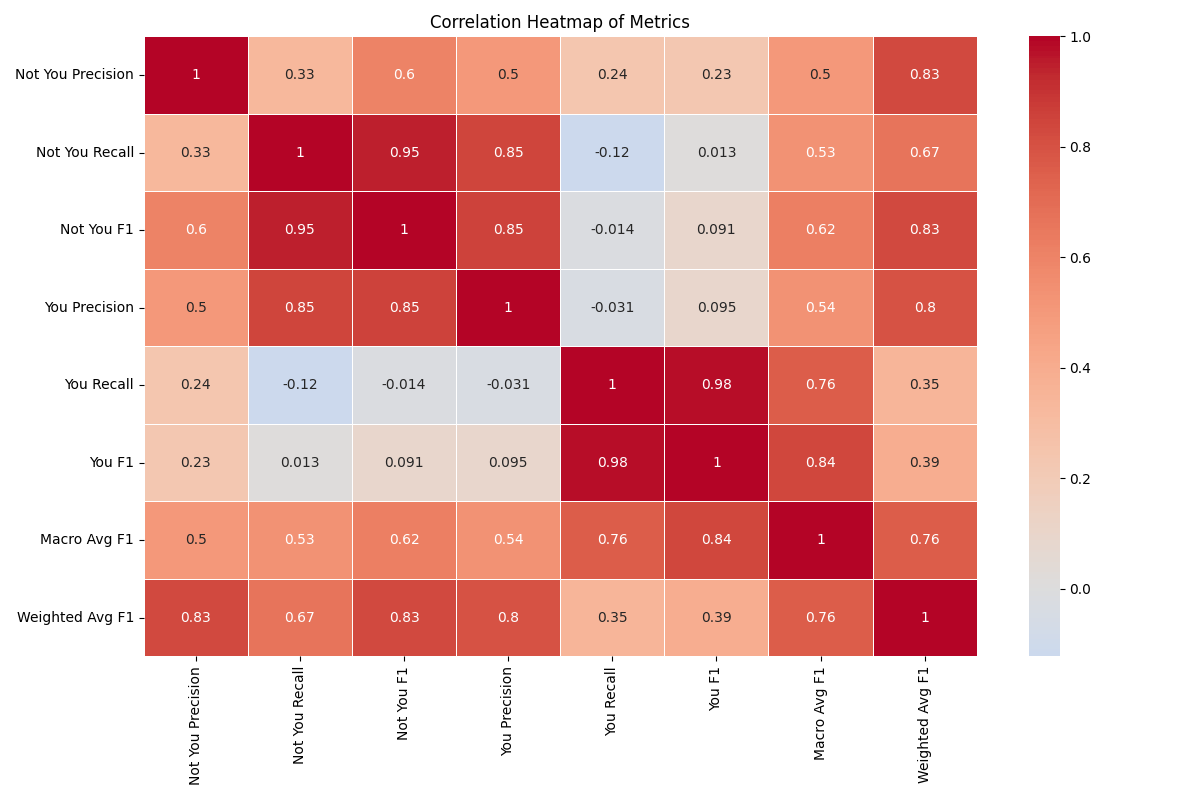 Correlation Heatmap of Metrics
Not You Precision 1 0.33 0.6 0.5 0.24 0.23 0.5 0.83
Not You Recall 0.33 1 0.95 0.85 -0.12 0.013 0.53 0.67
Not You F1 0.6 0.95 1 0.85 -0.014 0.091 0.62 0.83
You Precision 0.5 0.85 0.85 1 -0.031 0.095 0.54 0.8
You Recall 0.24 -0.12 -0.014 -0.031 1 0.98 0.76 0.35
You F1 0.23 0.013 0.091 0.095 0.98 1 0.84 0.39
Macro Avg F1 0.5 0.53 0.62 0.54 0.76 0.84 1 0.76
Weighted Avg F1 0.83 0.67 0.83 0.8 0.35 0.39 0.76 1
Not You Precision
Not You Recall
Not You F1
You Precision
You Recall
You F1
Macro Avg F1
Weighted Avg F1
1.0
0.8
0.6
0.4
0.2
0.0